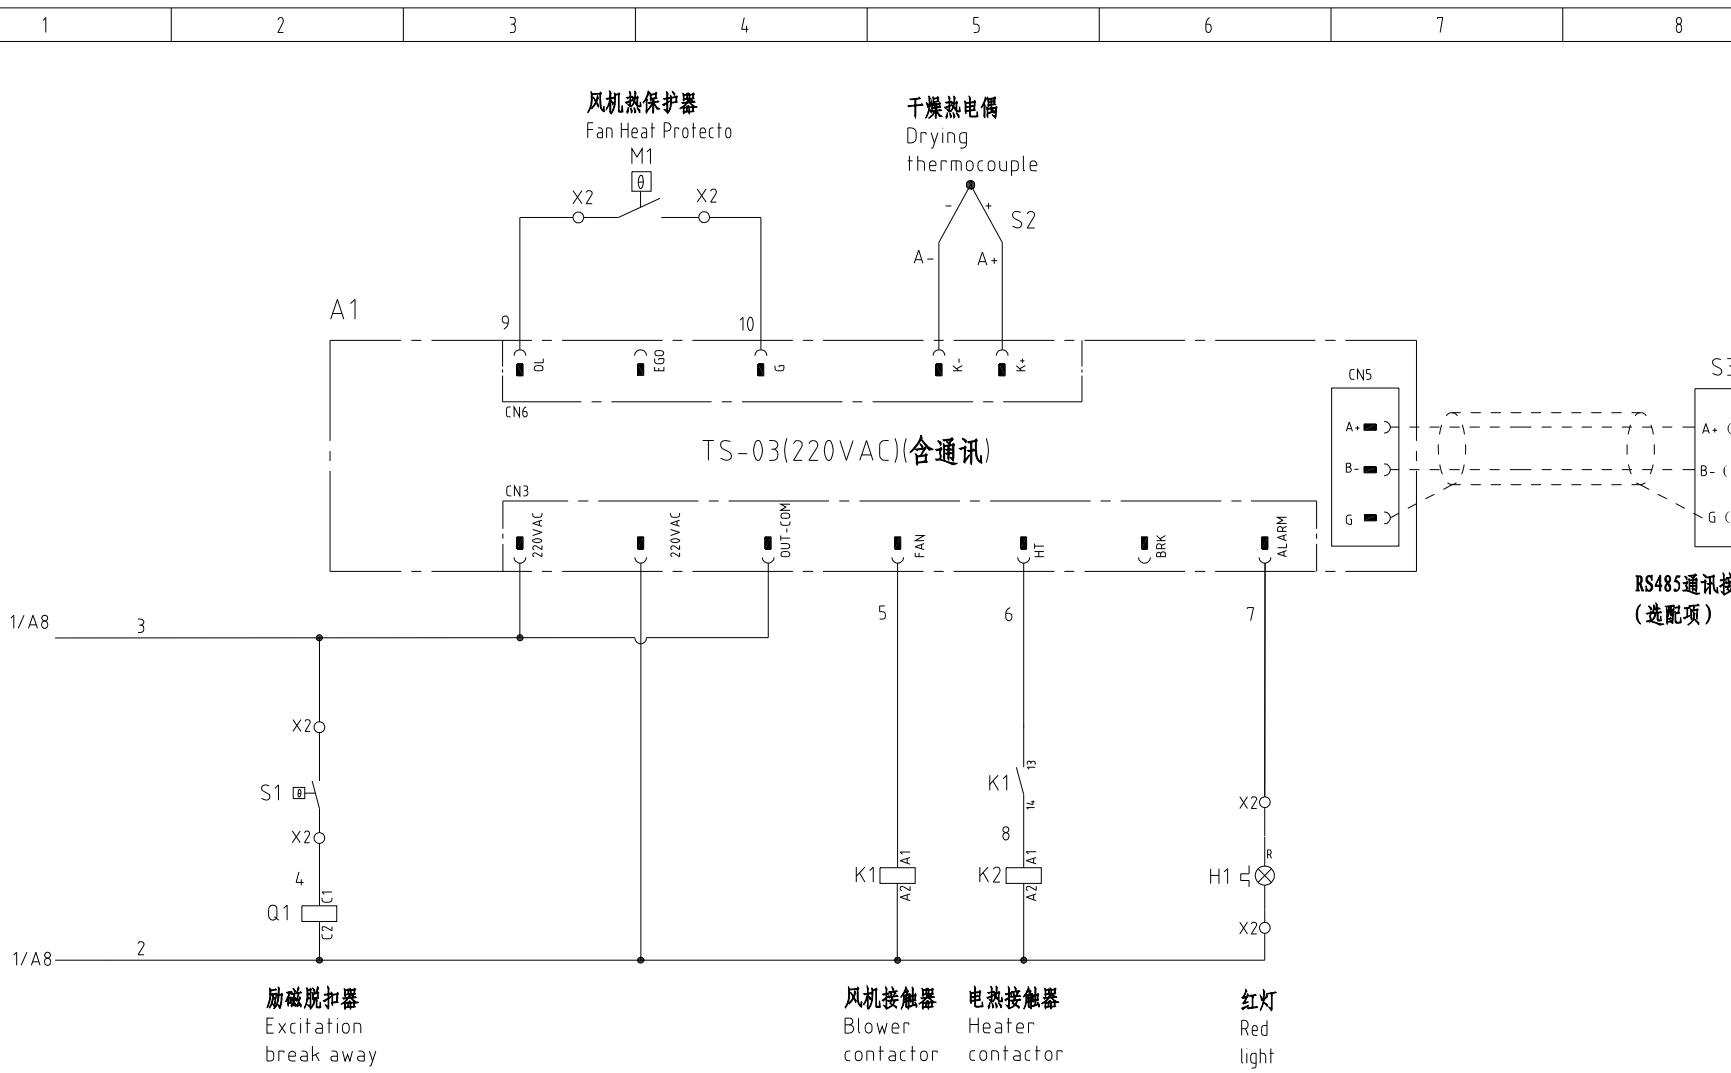 1 2 3 4 5 6 7 8
风机热保护器
Fan Heat Protecto
M1
θ
X2 X2
干燥热电偶
Drying
thermocouple
- +
S2
A- A+
A1
9 10
OL EGO G K- K+
CN6
TS-03(220VAC)(含通讯)
CN5
A+
B-
G
S3
A+
B-
G
RS485通讯接
(选配项)
CN3
220VAC 220VAC OUT-COM FAN HT BRK ALARM
1/A8 3
5 6 7
X2
S1 θ
X2
4
C1
Q1
C2
K1 13
14
8
A1
K1
A2
A1
K2
A2
X2
R
H1
X2
1/A8 2
励磁脱扣器
Excitation
break away
风机接触器
Blower
contactor
电热接触器
Heater
contactor
红灯
Red
light